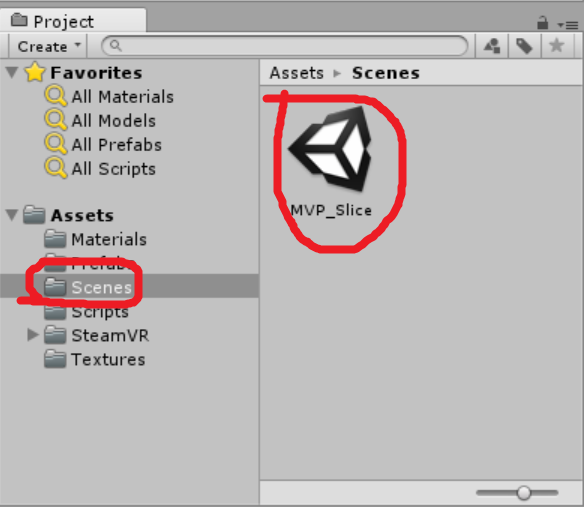 Project
Create
Favorites
All Materials
All Models
All Prefabs
All Scripts
Assets
Materials
Prefabs
Scenes
Scripts
SteamVR
Textures
Assets ▸ Scenes
MVP_Slice